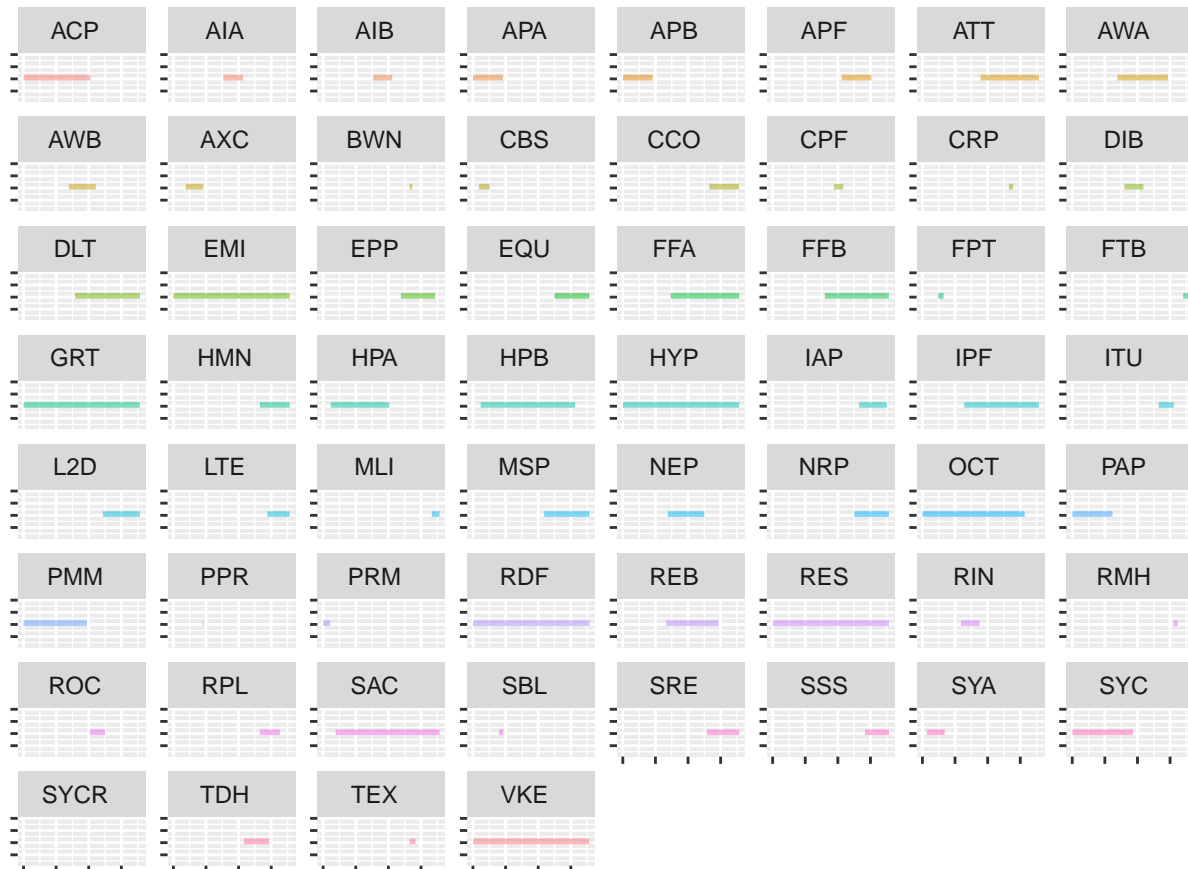 ACP AIA AIB APA APB APF ATT AWA
AWB AXC BWN CBS CCO CPF CRP DIB
DLT EMI EPP EQU FFA FFB FPT FTB
GRT HMN HPA HPB HYP IAP IPF ITU
L2D LTE MLI MSP NEP NRP OCT PAP
PMM PPR PRM RDF REB RES RIN RMH
ROC RPL SAC SBL SRE SSS SYA SYC
SYCR TDH TEX VKE